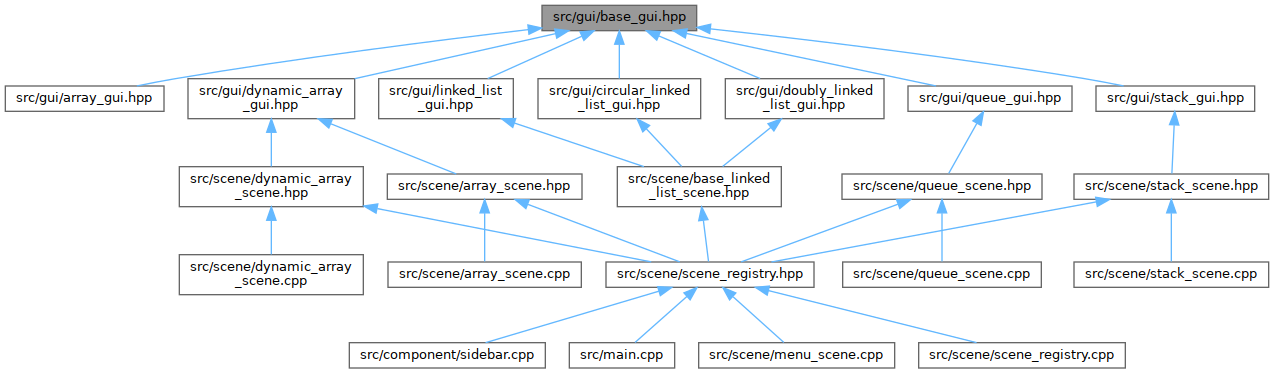 src/gui/base_gui.hpp
src/gui/array_gui.hpp
src/gui/dynamic_array
_gui.hpp
src/gui/linked_list
_gui.hpp
src/gui/circular_linked
_list_gui.hpp
src/gui/doubly_linked
_list_gui.hpp
src/gui/queue_gui.hpp
src/gui/stack_gui.hpp
src/scene/dynamic_array
_scene.hpp
src/scene/array_scene.hpp
src/scene/base_linked
_list_scene.hpp
src/scene/queue_scene.hpp
src/scene/stack_scene.hpp
src/scene/dynamic_array
_scene.cpp
src/scene/array_scene.cpp
src/scene/scene_registry.hpp
src/scene/queue_scene.cpp
src/scene/stack_scene.cpp
src/component/sidebar.cpp
src/main.cpp
src/scene/menu_scene.cpp
src/scene/scene_registry.cpp